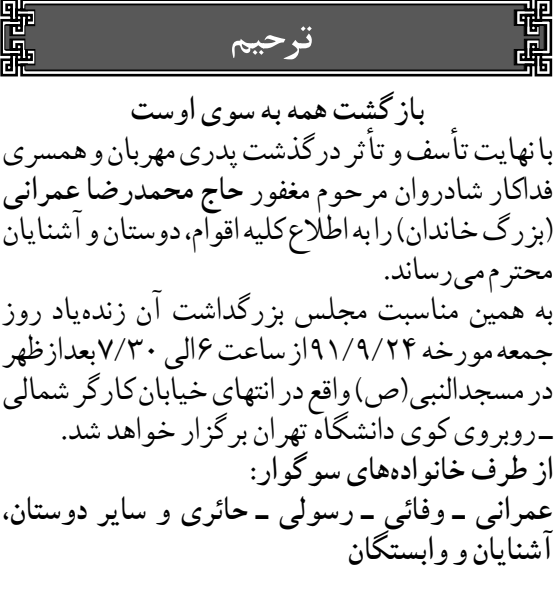 ترحیم
بازگشت همه به سوی اوست
با نهایت تأسف و تأثر درگذشت پدری مهربان و همسری
فداکار شادروان مرحوم مغفور حاج محمدرضا عمرانی
(بزرگ خاندان) را به اطلاع کلیه اقوام، دوستان و آشنایان
محترم می‌رساند.
به همین مناسبت مجلس بزرگداشت آن زنده‌یاد روز
جمعه مورخه ۹۱/۹/۲۴ از ساعت ۶ الی ۷/۳۰ بعدازظهر
در مسجدالنبی(ص) واقع در انتهای خیابان کارگر شمالی
ـ روبروی کوی دانشگاه تهران برگزار خواهد شد.
از طرف خانواده‌های سوگوار:
عمرانی ـ وفائی ـ رسولی ـ حائری و سایر دوستان،
آشنایان و وابستگان